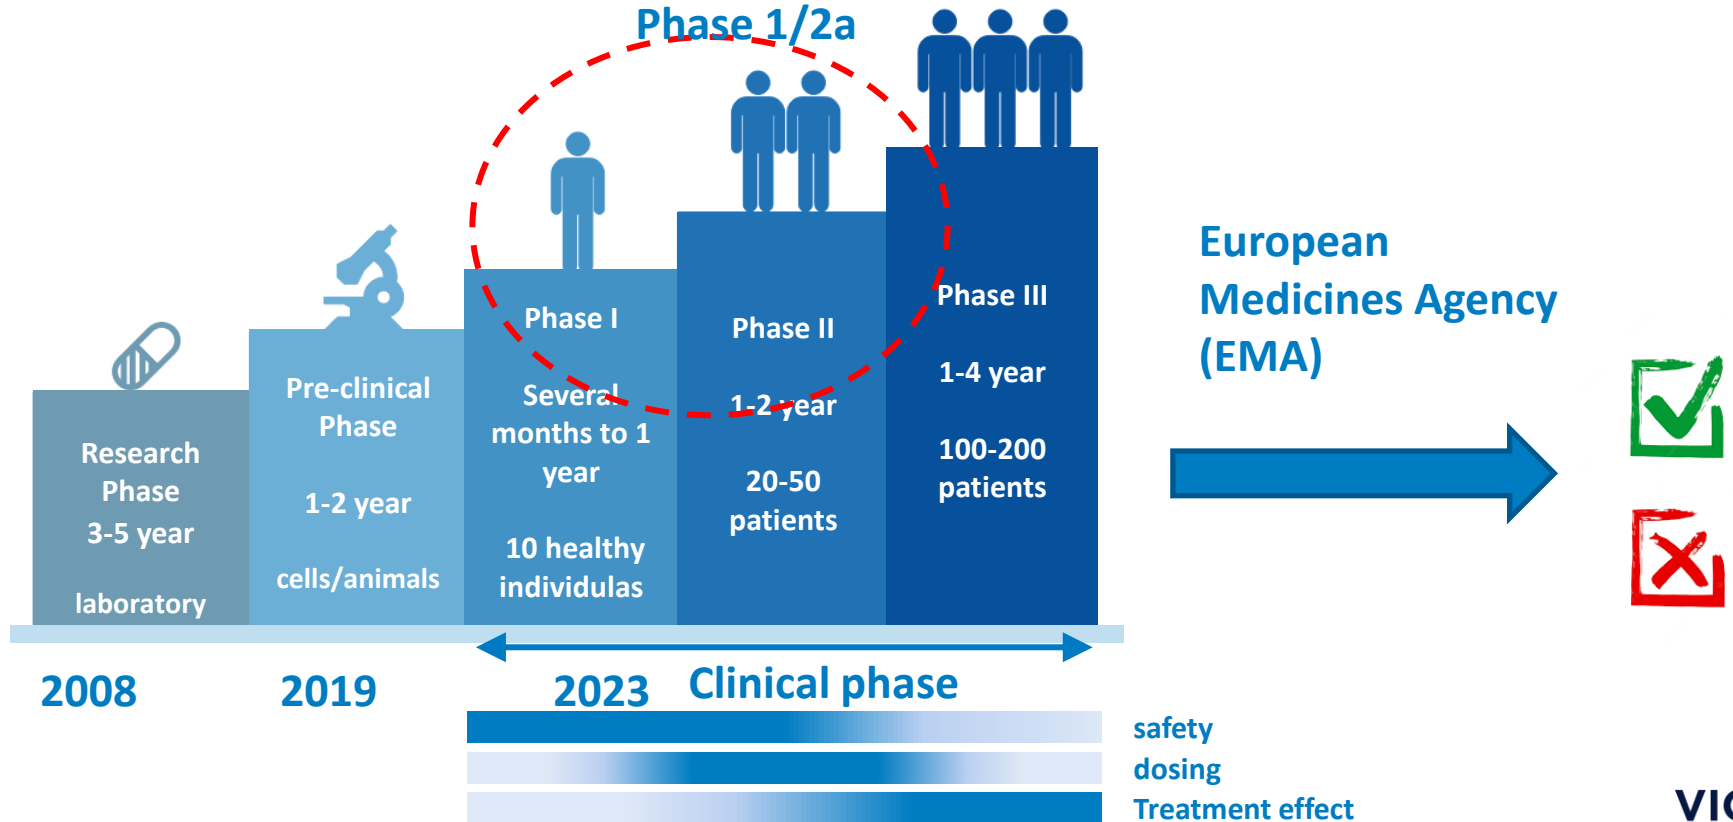 Phase 1/2a
Research
Phase
3-5 year
laboratory
Pre-clinical
Phase
1-2 year
cells/animals
Phase I
Several
months to 1
year
10 healthy
individulas
Phase II
1-2 year
20-50
patients
Phase III
1-4 year
100-200
patients
European
Medicines Agency
(EMA)
2008
2019
2023
Clinical phase
safety
dosing
Treatment effect